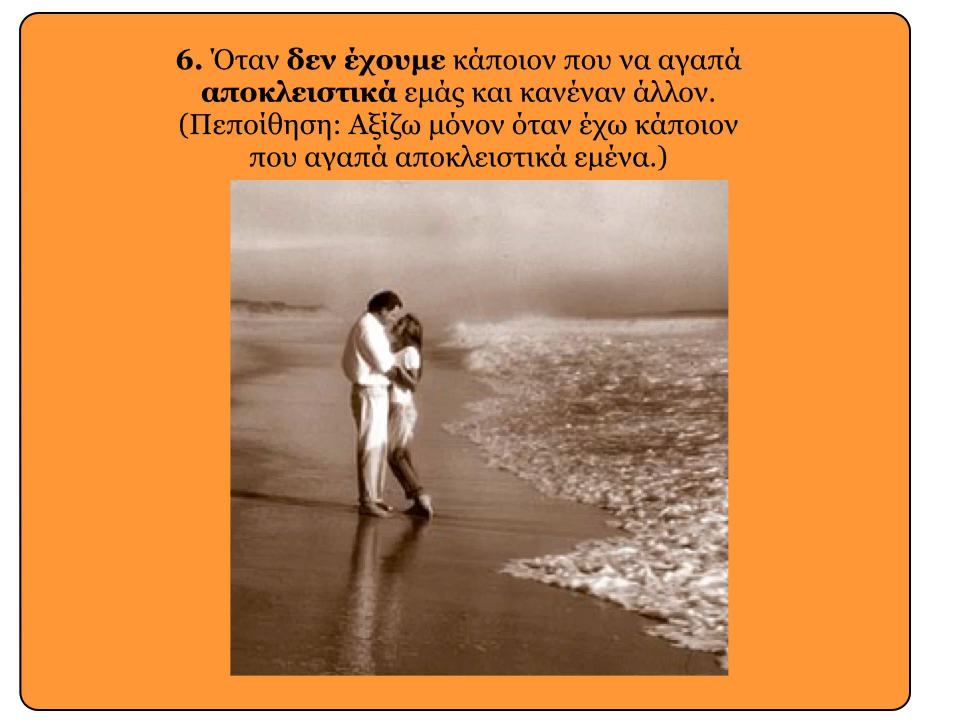 6. Όταν δεν έχουμε κάποιον που να αγαπά
αποκλειστικά εμάς και κανέναν άλλον.
(Πεποίθηση: Αξίζω μόνον όταν έχω κάποιον
που αγαπά αποκλειστικά εμένα.)